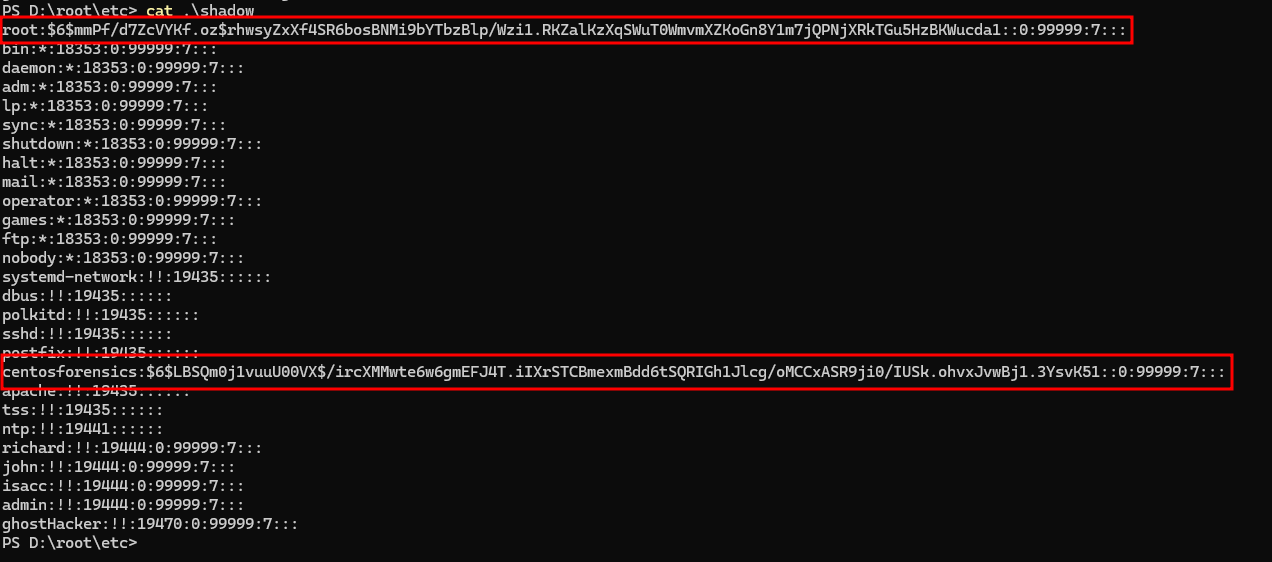 PS D:\root\etc> cat .\shadow
root:$6$mmPf/d7ZcVYKf.oz$rhwsyZxXf4SR6bosBNMi9bYTbzBlp/Wzi1.RKZalKzXqSWuT0WmvmXZKoGn8Y1m7jQPNjXRkTGu5HzBKWucda1::0:99999:7:::
bin:*:18353:0:99999:7:::
daemon:*:18353:0:99999:7:::
adm:*:18353:0:99999:7:::
lp:*:18353:0:99999:7:::
sync:*:18353:0:99999:7:::
shutdown:*:18353:0:99999:7:::
halt:*:18353:0:99999:7:::
mail:*:18353:0:99999:7:::
operator:*:18353:0:99999:7:::
games:*:18353:0:99999:7:::
ftp:*:18353:0:99999:7:::
nobody:*:18353:0:99999:7:::
systemd-network:!!:19435::::::
dbus:!!:19435::::::
polkitd:!!:19435::::::
sshd:!!:19435::::::
postfix:!!:19435::::::
centosforensics:$6$LBSQm0j1vuuU00VX$/ircXMMwte6w6gmEFJ4T.iIXrSTCBmexmBdd6tSQRIGh1Jlcg/oMCCxASR9ji0/IUSk.ohvxJvwBj1.3YsvK51::0:99999:7:::
apache:!!:19435::::::
tss:!!:19435::::::
ntp:!!:19441::::::
richard:!!:19444:0:99999:7:::
john:!!:19444:0:99999:7:::
isacc:!!:19444:0:99999:7:::
admin:!!:19444:0:99999:7:::
ghostHacker:!!:19470:0:99999:7:::
PS D:\root\etc>